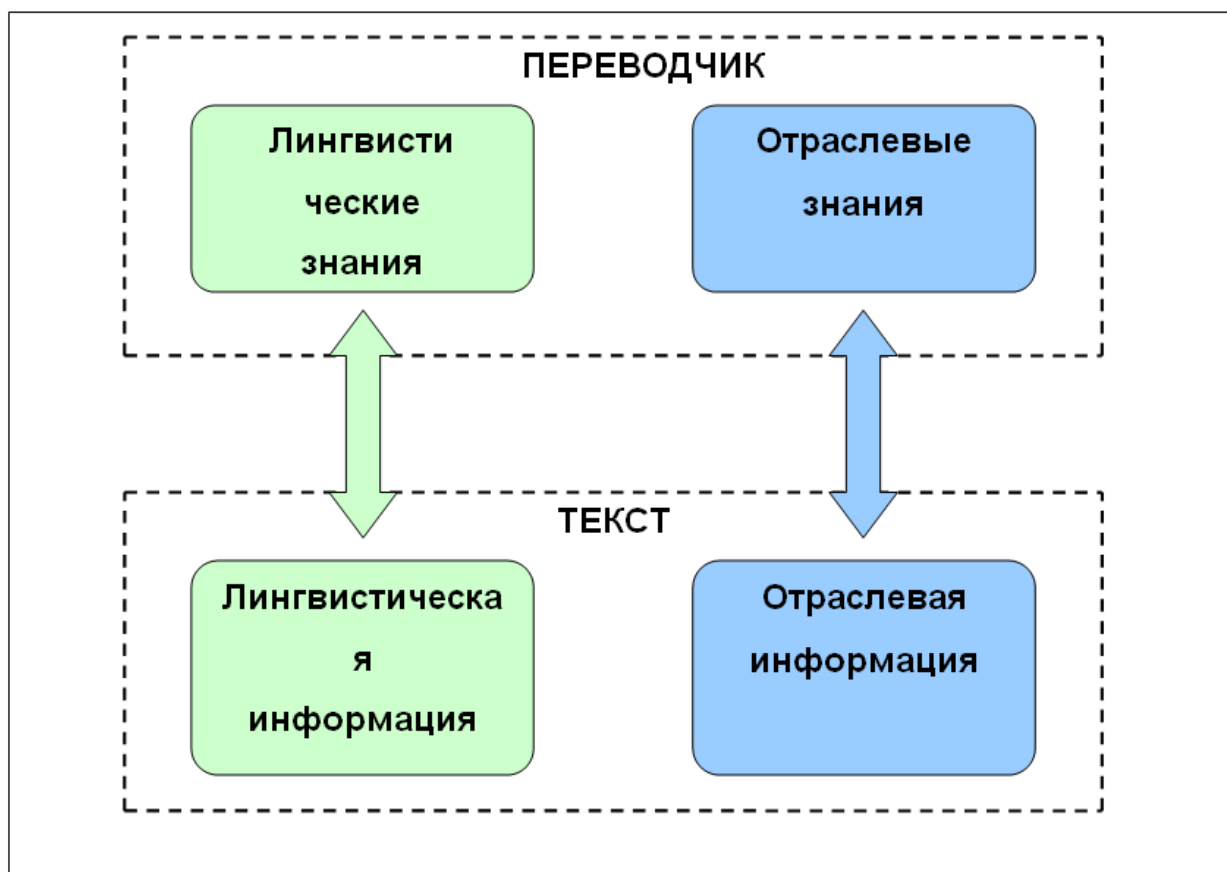 ПЕРЕВОДЧИК
Лингвисти
ческие
знания
Отраслевые
знания
ТЕКСТ
Лингвистическа
я
информация
Отраслевая
информация